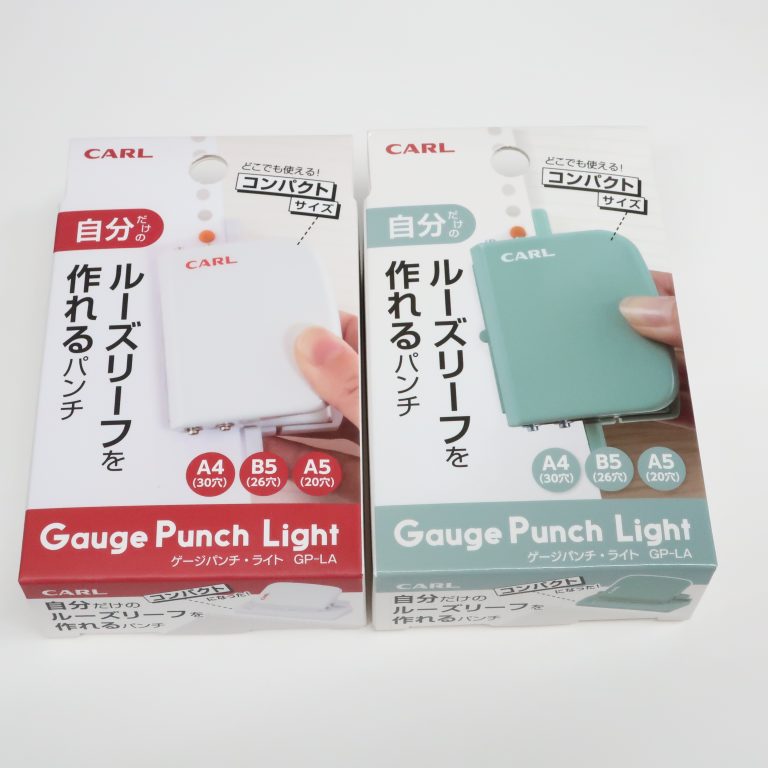 CARL
どこでも使える!
コンパクト
サイズ
自分だけの
ルーズリーフを
作れるパンチ
CARL
A4
(30穴)
B5
(26穴)
A5
(20穴)
Gauge Punch Light
ゲージパンチ・ライト GP-LA
CARL
自分だけの
ルーズリーフを
作れるパンチ
コンパクト
になった!
CARL
どこでも使える!
コンパクト
サイズ
自分だけの
ルーズリーフを
作れるパンチ
CARL
A4
(30穴)
B5
(26穴)
A5
(20穴)
Gauge Punch Light
ゲージパンチ・ライト GP-LA
CARL
自分だけの
ルーズリーフを
作れるパンチ
コンパクト
になった!